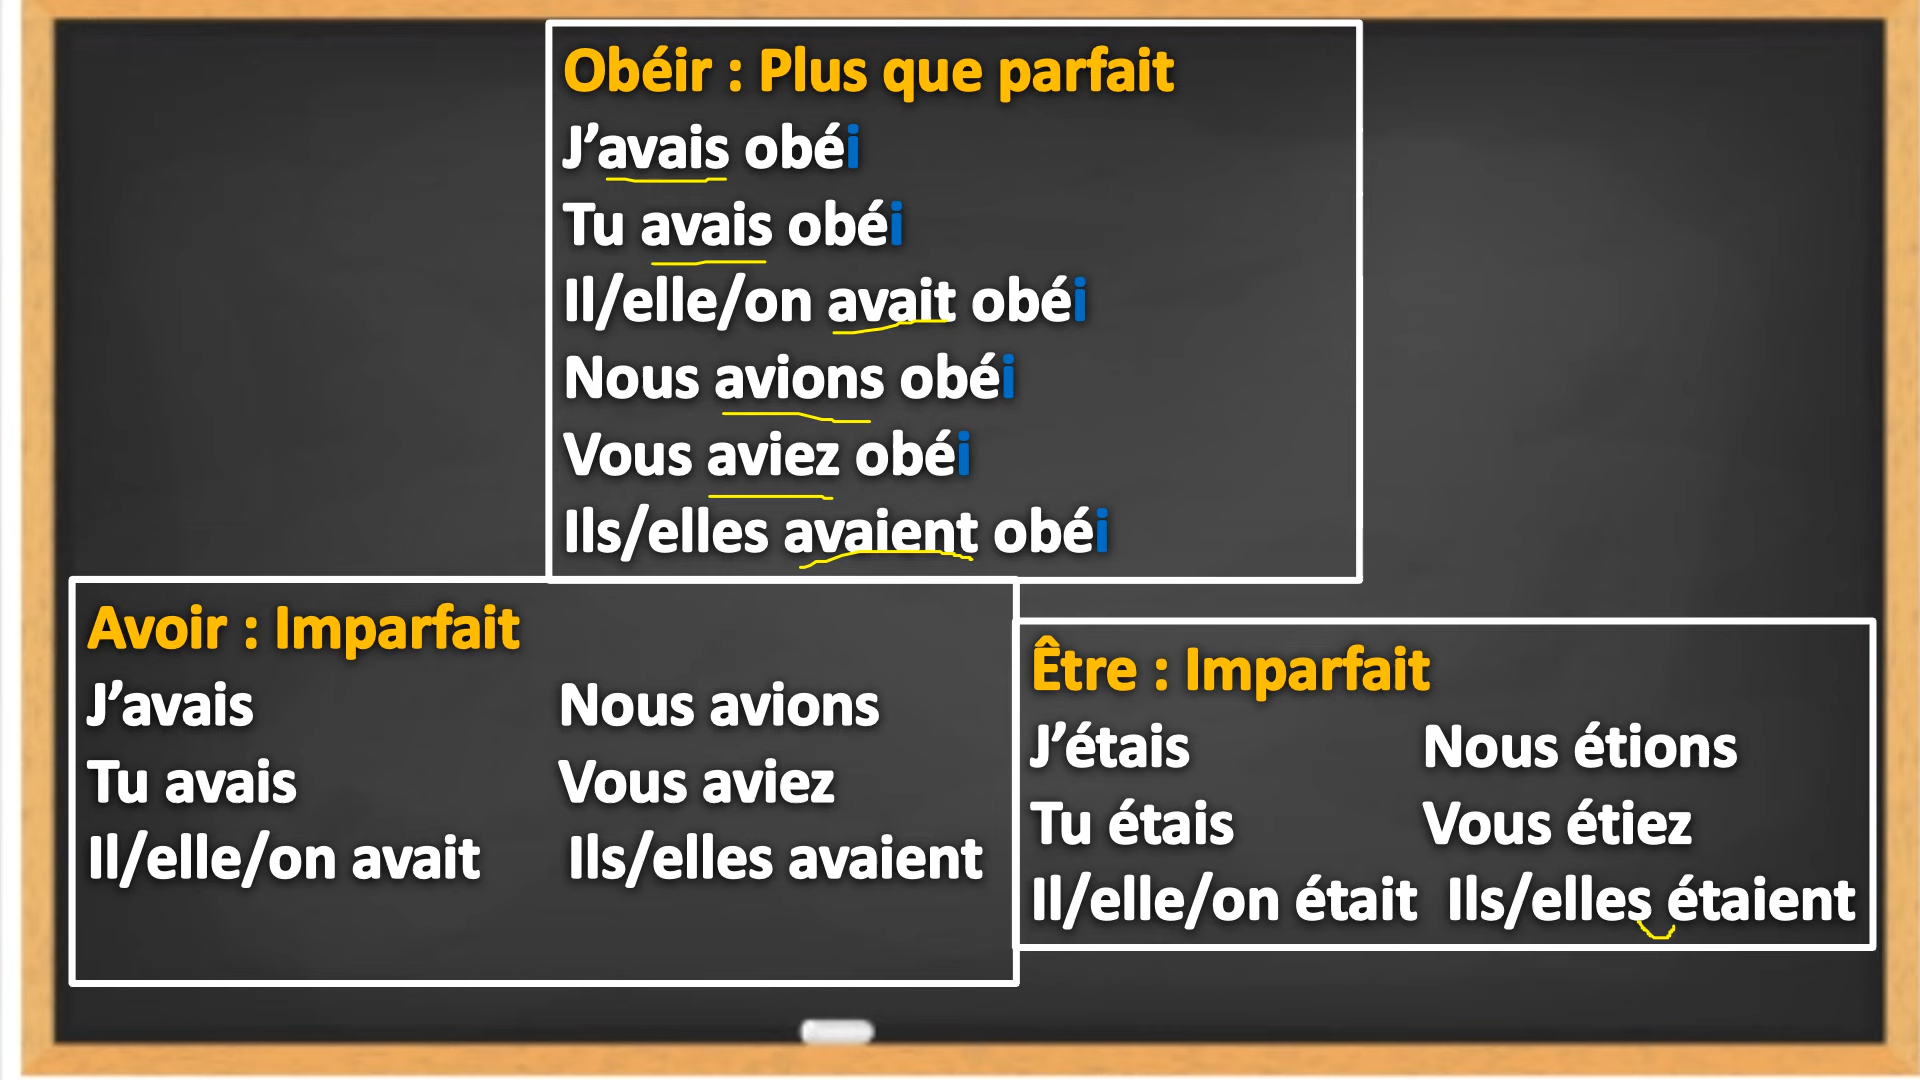 Obéir : Plus que parfait
J’avais obéi
Tu avais obéi
Il/elle/on avait obéi
Nous avions obéi
Vous aviez obéi
Ils/elles avaient obéi
Avoir : Imparfait
J’avais Nous avions
Tu avais Vous aviez
Il/elle/on avait Ils/elles avaient
Être : Imparfait
J’étais Nous étions
Tu étais Vous étiez
Il/elle/on était Ils/elles étaient